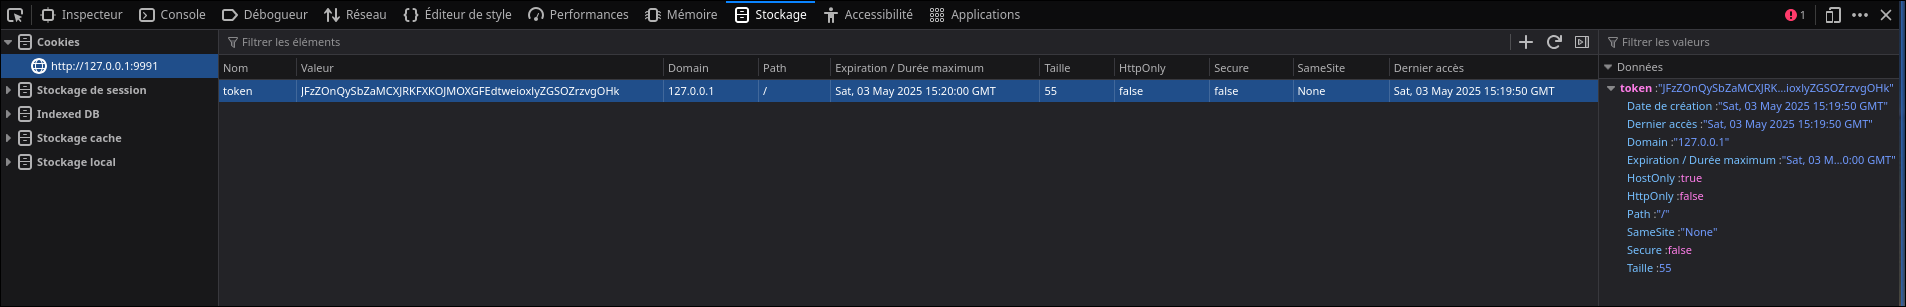 Inspecteur Console Débogueur Réseau Éditeur de style Performances Mémoire Stockage Accessibilité Applications 1
Cookies
http://127.0.0.1:9991
Stockage de session
Indexed DB
Stockage cache
Stockage local
Filtrer les éléments
Nom Valeur Domain Path Expiration / Durée maximum Taille HttpOnly Secure SameSite Dernier accès
token JFzZOnQySbZaMCXJRKFXKOJMOXGFEdtweioxlyZGSOZrzvgOHk 127.0.0.1 / Sat, 03 May 2025 15:20:00 GMT 55 false false None Sat, 03 May 2025 15:19:50 GMT
Filtrer les valeurs
Données
token :"JFzZOnQySbZaMCXJRK…ioxlyZGSOZrzvgOHk"
Date de création :"Sat, 03 May 2025 15:19:50 GMT"
Dernier accès :"Sat, 03 May 2025 15:19:50 GMT"
Domain :"127.0.0.1"
Expiration / Durée maximum :"Sat, 03 M…0:00 GMT"
HostOnly :true
HttpOnly :false
Path :"/"
SameSite :"None"
Secure :false
Taille :55